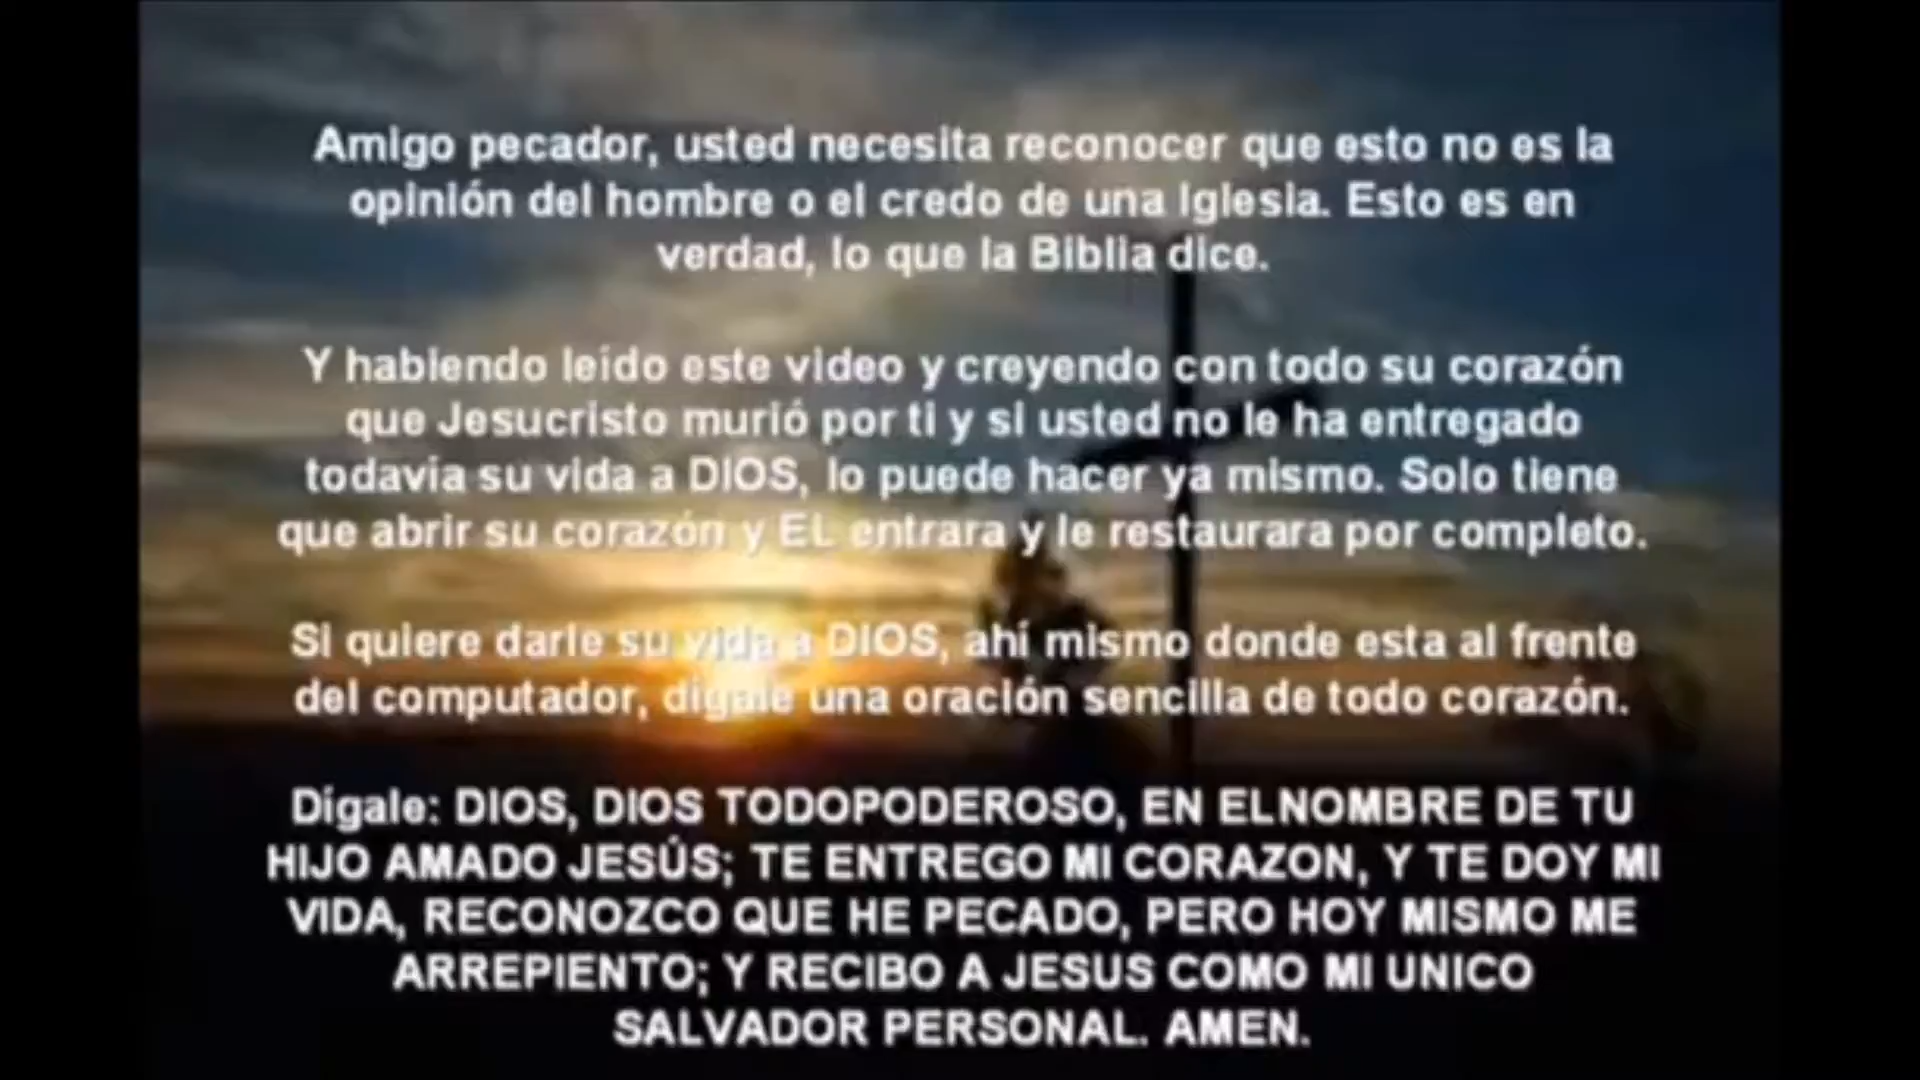 Amigo pecador, usted necesita reconocer que esto no es la
opinión del hombre o el credo de una Iglesia. Esto es en
verdad, lo que la Biblia dice.
Y habiendo leído este video y creyendo con todo su corazón
que Jesucristo murió por ti y si usted no le ha entregado
todavía su vida a DIOS, lo puede hacer ya mismo. Solo tiene
que abrir su corazón y EL entrara y le restaurara por completo.
Si quiere darle su vida a DIOS, ahí mismo donde esta al frente
del computador, dígale una oración sencilla de todo corazón.
Dígale: DIOS, DIOS TODOPODEROSO, EN ELNOMBRE DE TU
HIJO AMADO JESÚS; TE ENTREGO MI CORAZON, Y TE DOY MI
VIDA, RECONOZCO QUE HE PECADO, PERO HOY MISMO ME
ARREPIENTO; Y RECIBO A JESUS COMO MI UNICO
SALVADOR PERSONAL. AMEN.